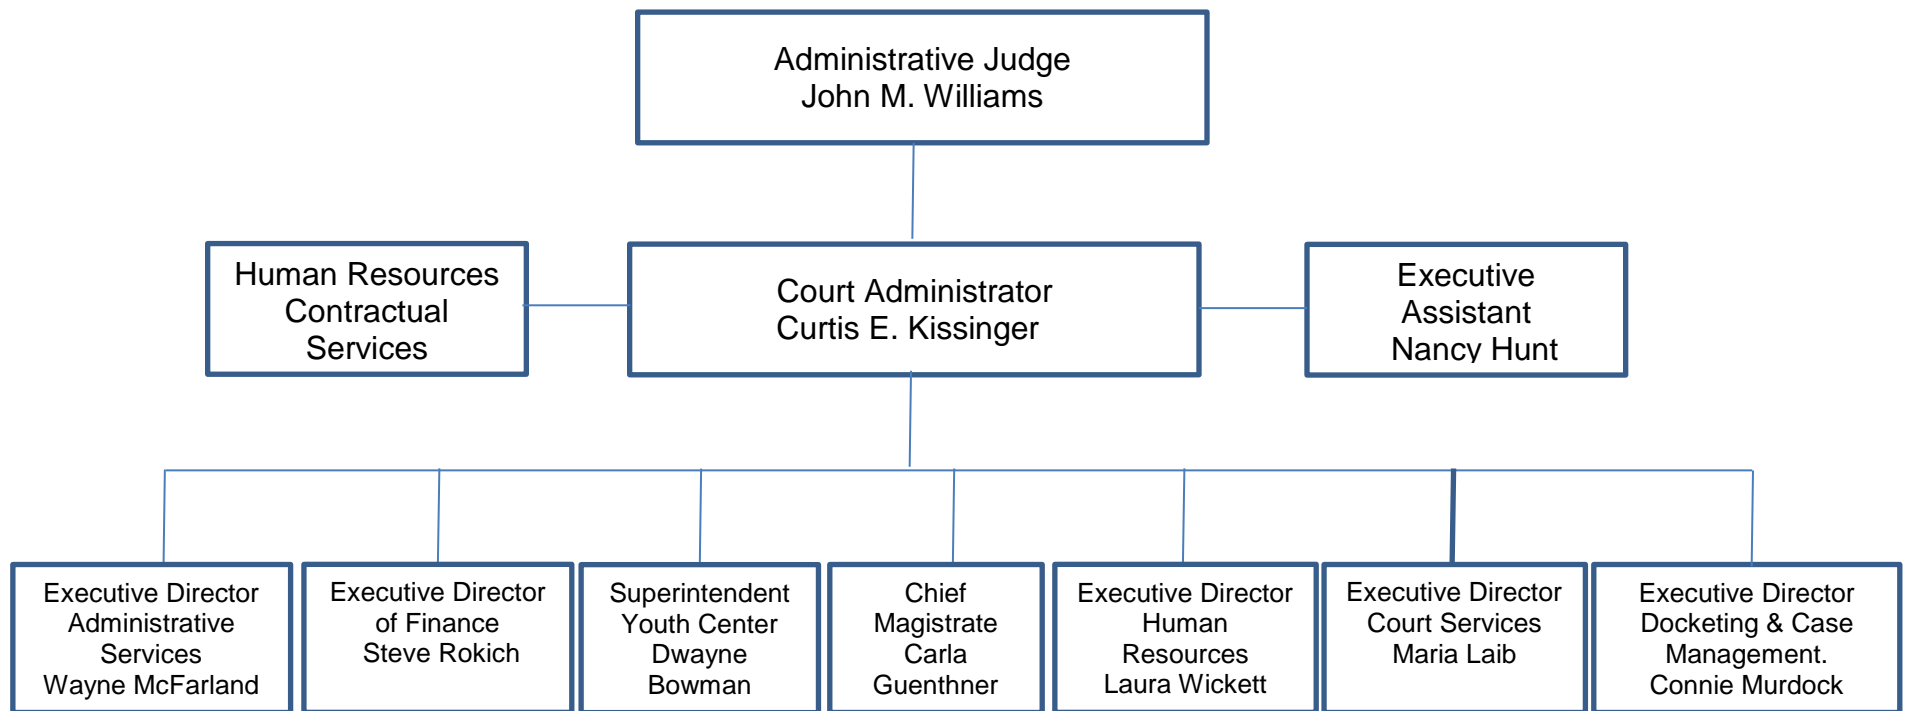 Administrative Judge
John M. Williams
Human Resources
Contractual
Services
Court Administrator
Curtis E. Kissinger
Executive
Assistant
Nancy Hunt
Executive Director
Administrative
Services
Wayne McFarland
Executive Director
of Finance
Steve Rokich
Superintendent
Youth Center
Dwayne
Bowman
Chief
Magistrate
Carla
Guenthner
Executive Director
Human
Resources
Laura Wickett
Executive Director
Court Services
Maria Laib
Executive Director
Docketing & Case
Management.
Connie Murdock